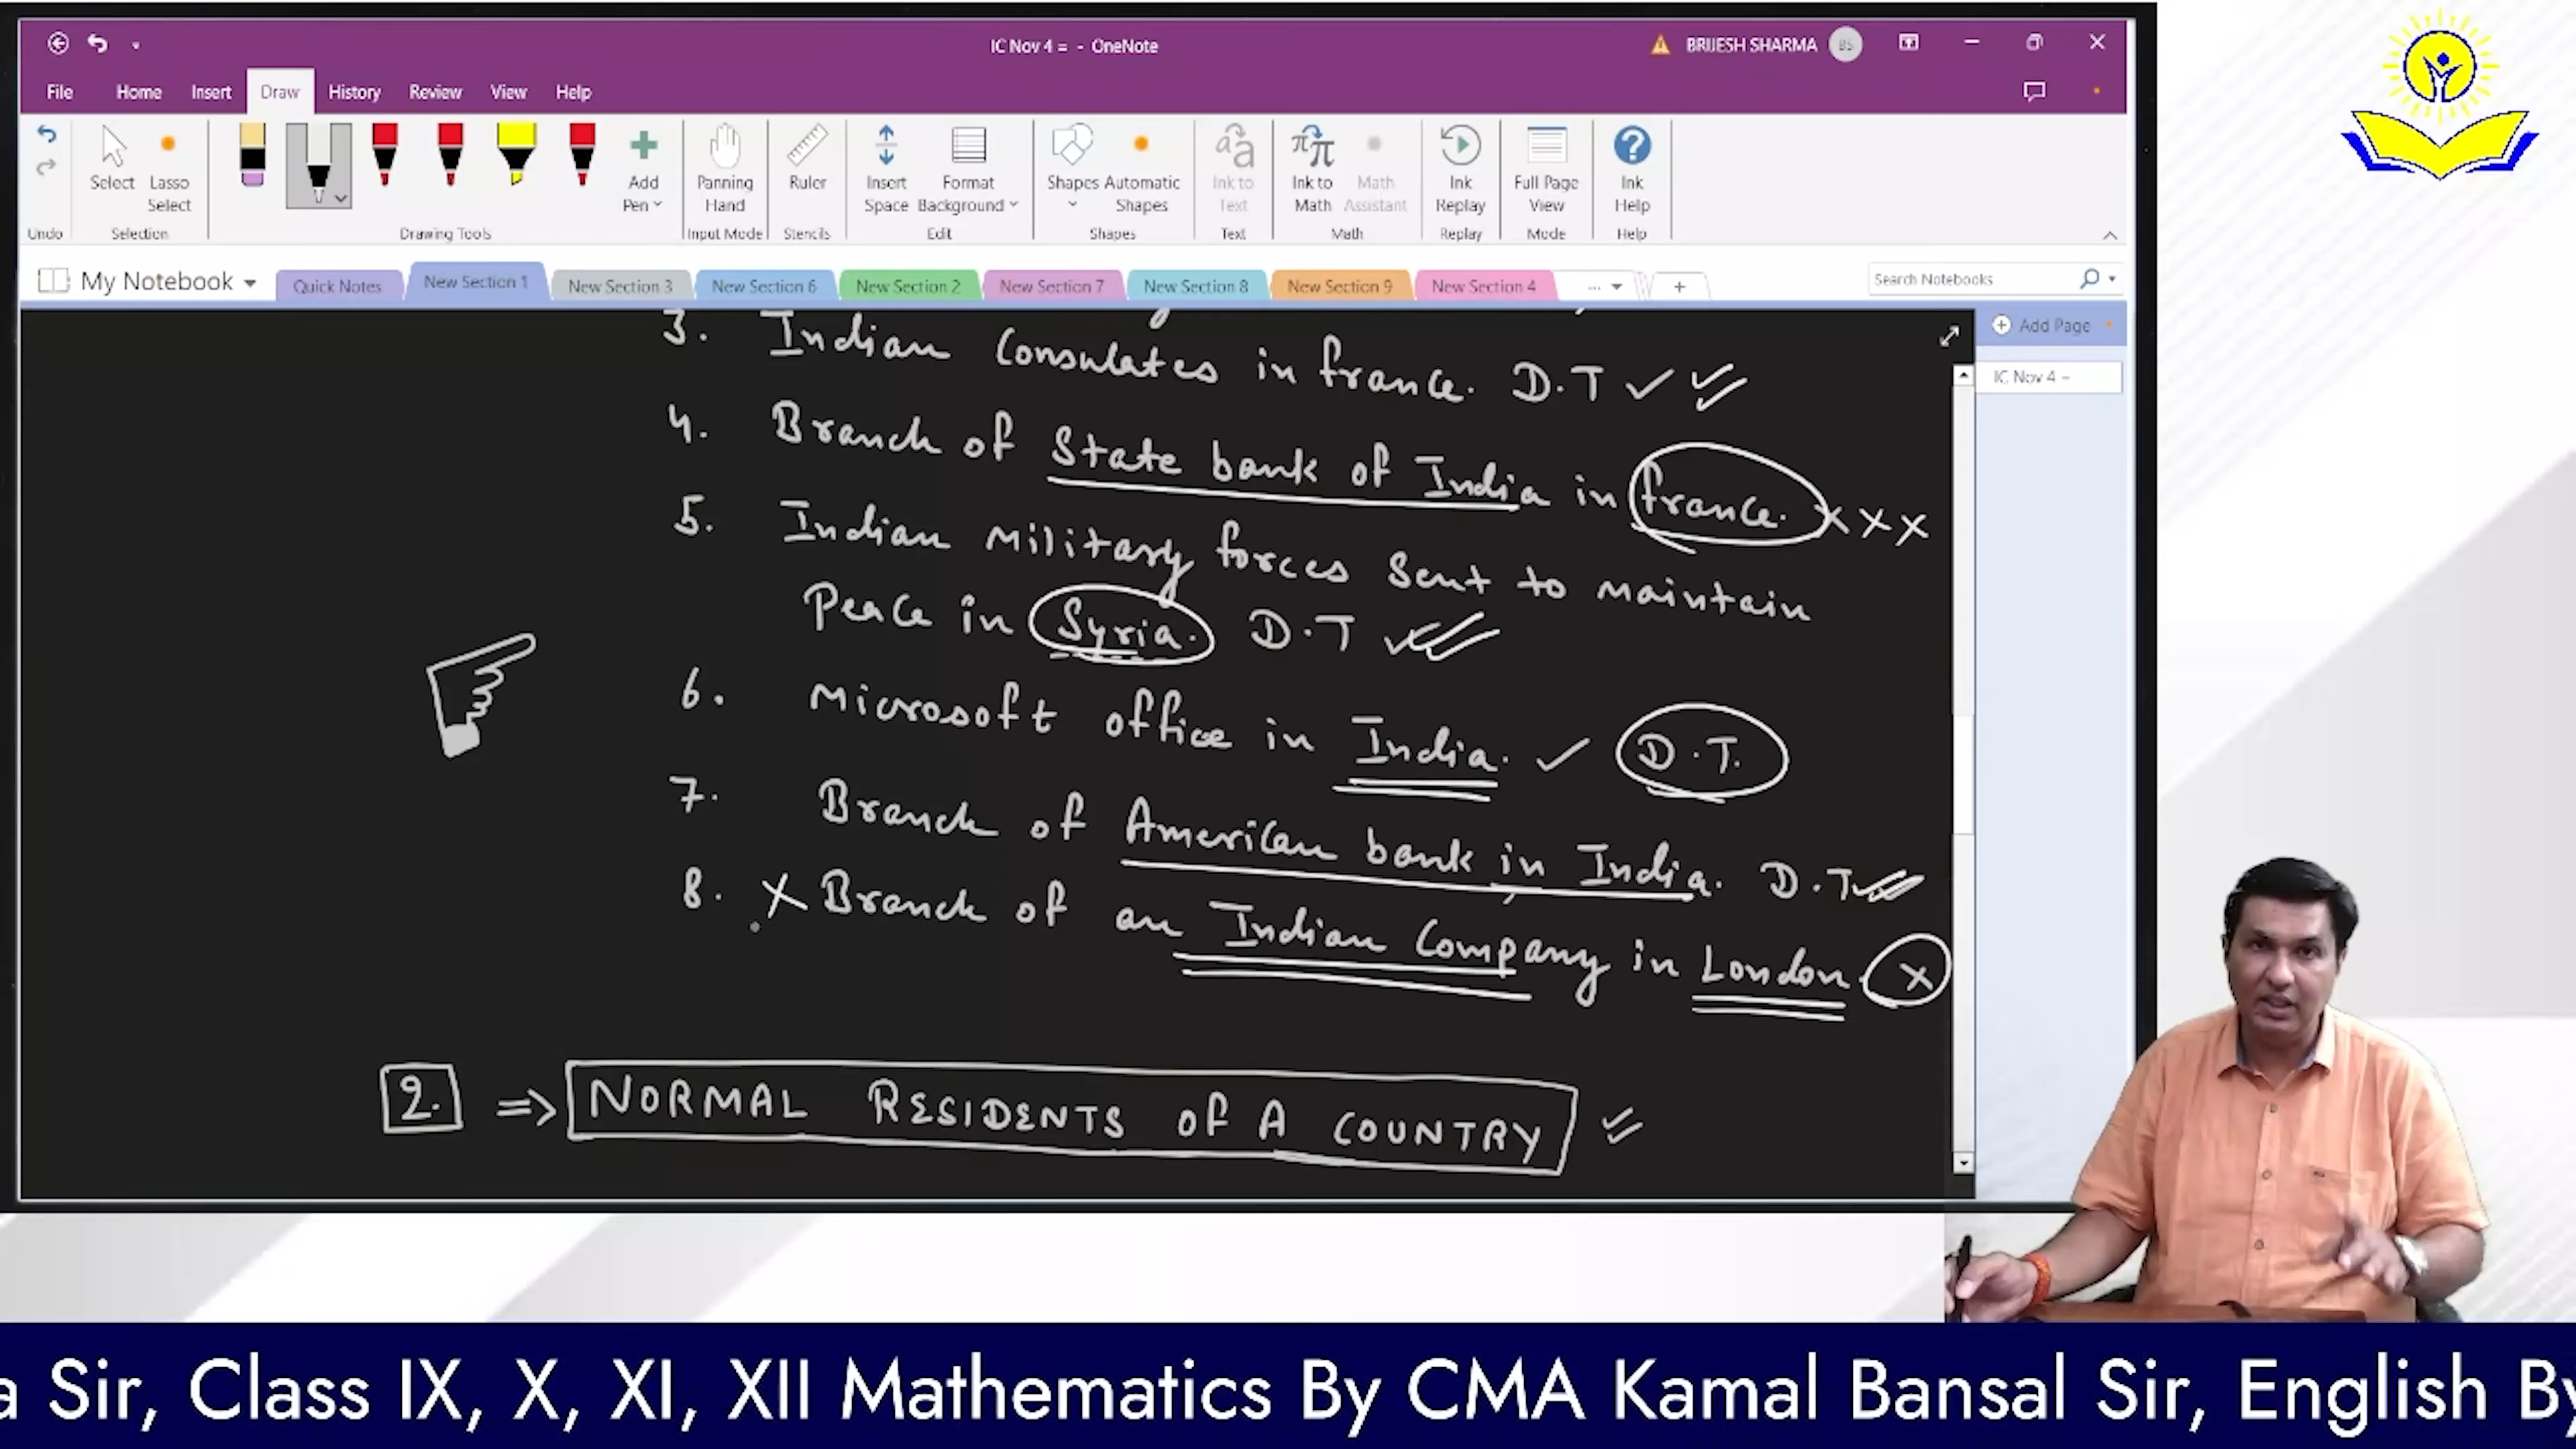 IC Nov 4 = - OneNote
BRIJESH SHARMA BS
File Home Insert Draw History Review View Help
Select
Lasso Select
Add Pen
Panning Hand
Ruler
Insert Space
Format Background
Shapes
Automatic Shapes
Ink to Text
Ink to Math
Math Assistant
Ink Replay
Full Page View
Ink Help
Undo Selection Drawing Tools Input Mode Stencils Edit Shapes Text Math Replay Mode Help
My Notebook Quick Notes New Section 1 New Section 3 New Section 6 New Section 2 New Section 7 New Section 8 New Section 9 New Section 4 ... + Search Notebooks
Add Page
IC Nov 4 =
3. Indian Consulates in france. D.T ✓ ✓
4. Branch of State bank of India in france. XXX
5. Indian Military forces Sent to maintain
Peace in Syria. D.T ✓
6. Microsoft office in India. ✓ D.T.
7. Branch of American bank in India. D.T ✓
8. X Branch of an Indian Company in London. X
2. => NORMAL RESIDENTS Of A COUNTRY
a Sir, Class IX, X, XI, XII Mathematics By CMA Kamal Bansal Sir, English By